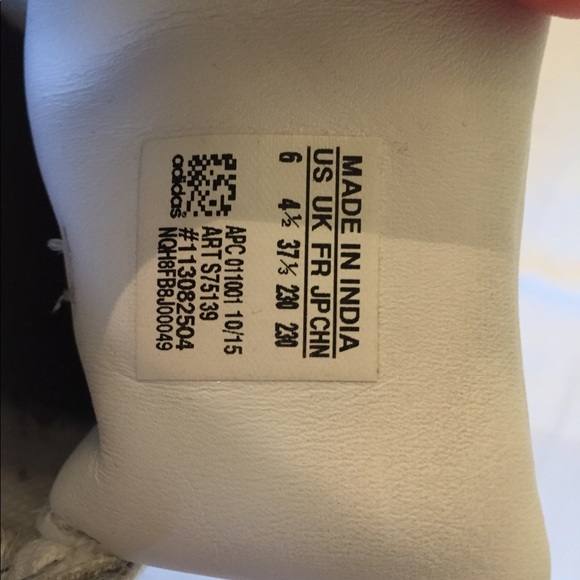 MADE IN INDIA
US UK FR JP CHN
6 4½ 37⅓ 230 230
APC 011001 10/15
ART S75139
#113082504
NQH8FB8J00049
adidas